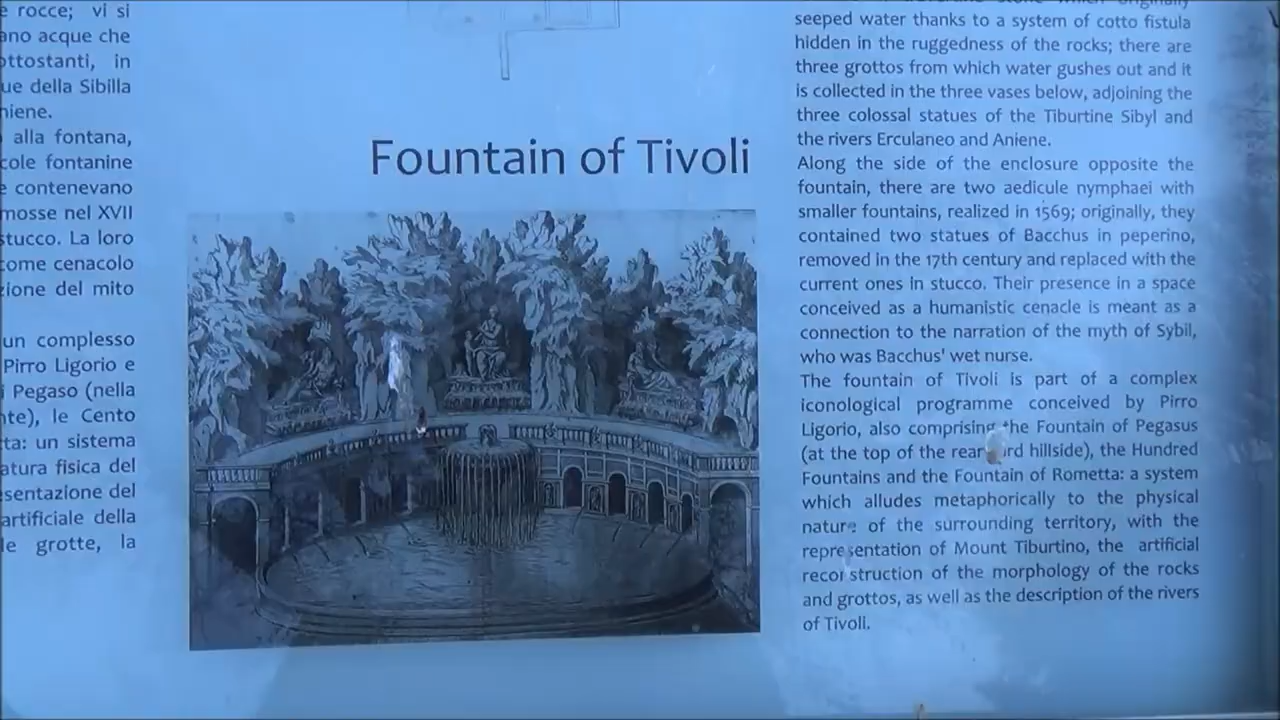 e rocce; vi si
ano acque che
ottostanti, in
ue della Sibilla
niene.
alla fontana,
cole fontanine
e contenevano
mosse nel XVII
stucco. La loro
come cenacolo
zione del mito
un complesso
Pirro Ligorio e
i Pegaso (nella
nte), le Cento
tta: un sistema
atura fisica del
sentazione del
artificiale della
le grotte, la
Fountain of Tivoli
seeped water thanks to a system of cotto fistula
hidden in the ruggedness of the rocks; there are
three grottos from which water gushes out and it
is collected in the three vases below, adjoining the
three colossal statues of the Tiburtine Sibyl and
the rivers Erculaneo and Aniene.
Along the side of the enclosure opposite the
fountain, there are two aedicule nymphaei with
smaller fountains, realized in 1569; originally, they
contained two statues of Bacchus in peperino,
removed in the 17th century and replaced with the
current ones in stucco. Their presence in a space
conceived as a humanistic cenacle is meant as a
connection to the narration of the myth of Sybil,
who was Bacchus' wet nurse.
The fountain of Tivoli is part of a complex
iconological programme conceived by Pirro
Ligorio, also comprising the Fountain of Pegasus
(at the top of the rear ard hillside), the Hundred
Fountains and the Fountain of Rometta: a system
which alludes metaphorically to the physical
nature of the surrounding territory, with the
representation of Mount Tiburtino, the artificial
reconstruction of the morphology of the rocks
and grottos, as well as the description of the rivers
of Tivoli.